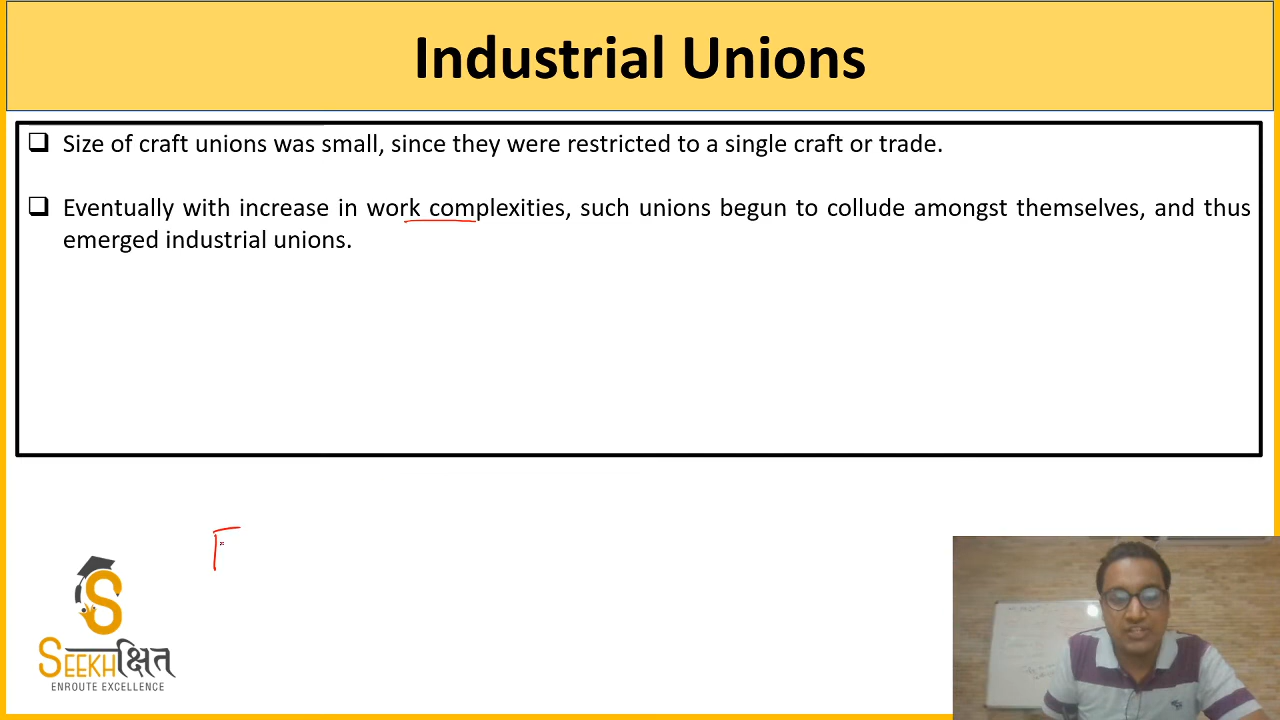 Industrial Unions
❑ Size of craft unions was small, since they were restricted to a single craft or trade.
❑ Eventually with increase in work complexities, such unions begun to collude amongst themselves, and thus
emerged industrial unions.
SEEKHक्षित
ENROUTE EXCELLENCE